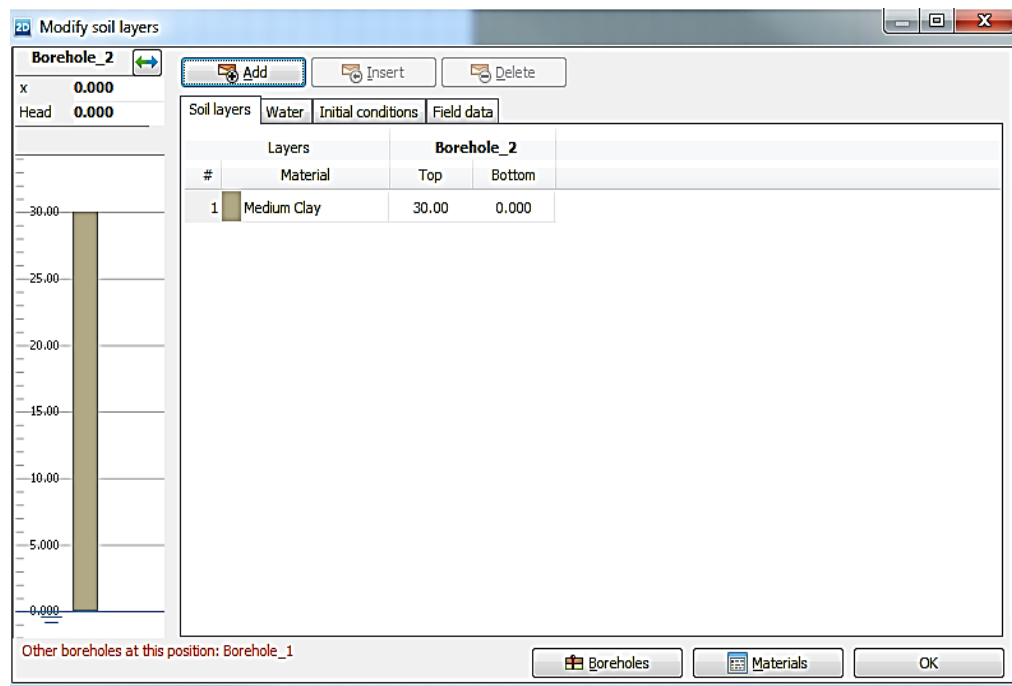 2D Modify soil layers
Borehole_2
x 0.000
Head 0.000
Add Insert Delete
Soil layers Water Initial conditions Field data
Layers Borehole_2
# Material Top Bottom
1 Medium Clay 30.00 0.000
30.00
25.00
20.00
15.00
10.00
5.000
0.000
Other boreholes at this position: Borehole_1
Boreholes Materials OK